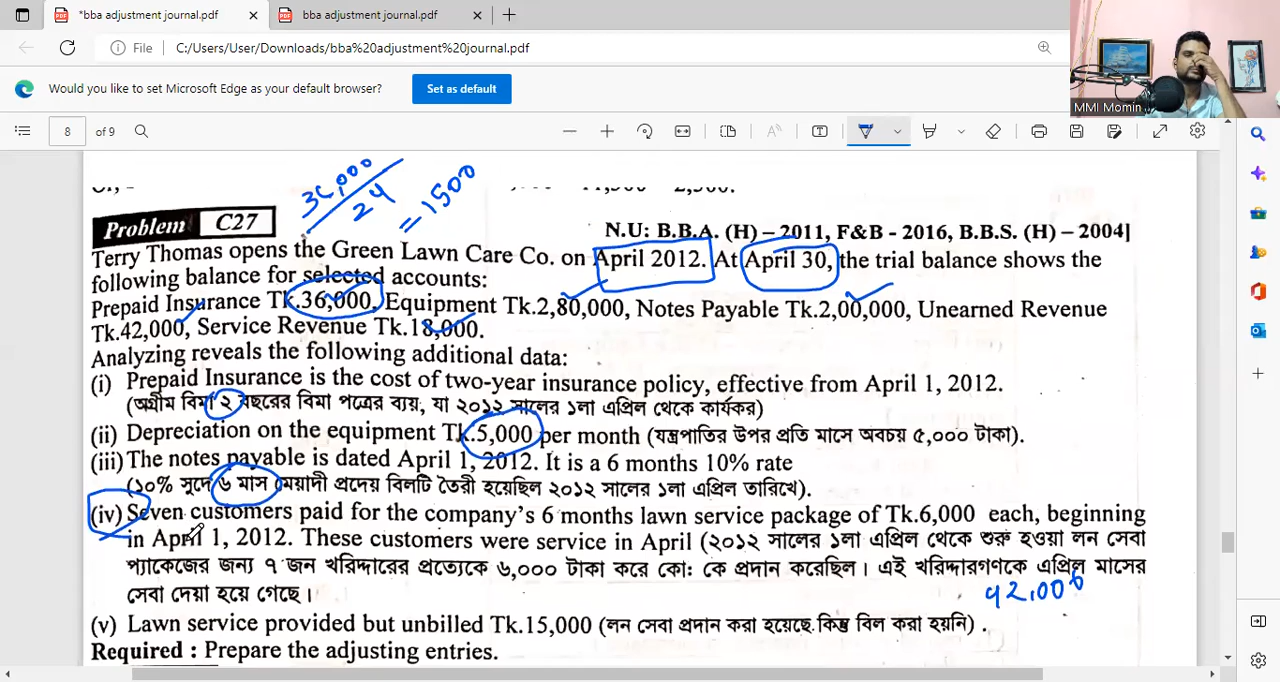 *bba adjustment journal.pdf
bba adjustment journal.pdf
File
C:/Users/User/Downloads/bba%20adjustment%20journal.pdf
Would you like to set Microsoft Edge as your default browser?
Set as default
MMI Momin
8 of 9
36,000
24
= 1500
Problem C27
N.U: B.B.A. (H) – 2011, F&B - 2016, B.B.S. (H) – 2004]
Terry Thomas opens the Green Lawn Care Co. on April 2012. At April 30, the trial balance shows the
following balance for selected accounts:
Prepaid Insurance Tk.36,000, Equipment Tk.2,80,000, Notes Payable Tk.2,00,000, Unearned Revenue
Tk.42,000, Service Revenue Tk.18,000.
Analyzing reveals the following additional data:
(i) Prepaid Insurance is the cost of two-year insurance policy, effective from April 1, 2012.
(অগ্রীম বিমা ২ বছরের বিমা পত্রের ব্যয়, যা ২০১২ সালের ১লা এপ্রিল থেকে কার্যকর)
(ii) Depreciation on the equipment Tk.5,000 per month (যন্ত্রপাতির উপর প্রতি মাসে অবচয় ৫,০০০ টাকা).
(iii) The notes payable is dated April 1, 2012. It is a 6 months 10% rate
(১০% সুদে ৬ মাস মেয়াদী প্রদেয় বিলটি তৈরী হয়েছিল ২০১২ সালের ১লা এপ্রিল তারিখে).
(iv) Seven customers paid for the company's 6 months lawn service package of Tk.6,000 each, beginning
in April 1, 2012. These customers were service in April (২০১২ সালের ১লা এপ্রিল থেকে শুরু হওয়া লন সেবা
প্যাকেজের জন্য ৭ জন খরিদ্দারের প্রত্যেকে ৬,০০০ টাকা করে কোঃ কে প্রদান করেছিল। এই খরিদ্দারগণকে এপ্রিল মাসের
সেবা দেয়া হয়ে গেছে।
42,000
(v) Lawn service provided but unbilled Tk.15,000 (লন সেবা প্রদান করা হয়েছে কিন্তু বিল করা হয়নি) .
Required : Prepare the adjusting entries.